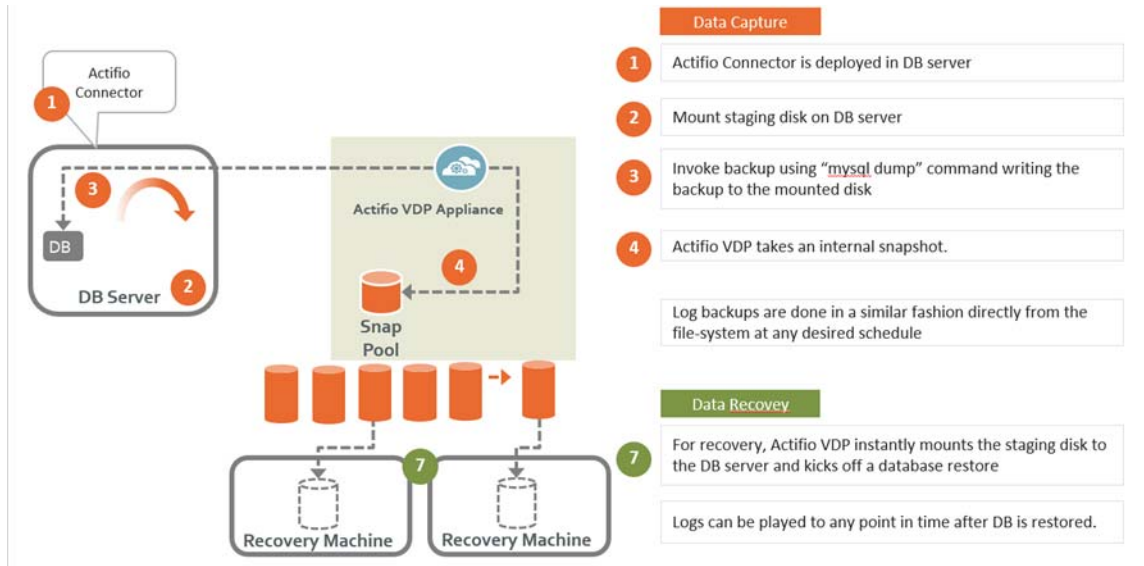 Actifio
Connector
1
3
DB
2
DB Server
Actifio VDP Appliance
4
Snap
Pool
7
Recovery Machine
Recovery Machine
Data Capture
1
Actifio Connector is deployed in DB server
2
Mount staging disk on DB server
3
Invoke backup using “mysql dump” command writing the
backup to the mounted disk
4
Actifio VDP takes an internal snapshot.
Log backups are done in a similar fashion directly from the
file-system at any desired schedule
Data Recovey
7
For recovery, Actifio VDP instantly mounts the staging disk to
the DB server and kicks off a database restore
Logs can be played to any point in time after DB is restored.